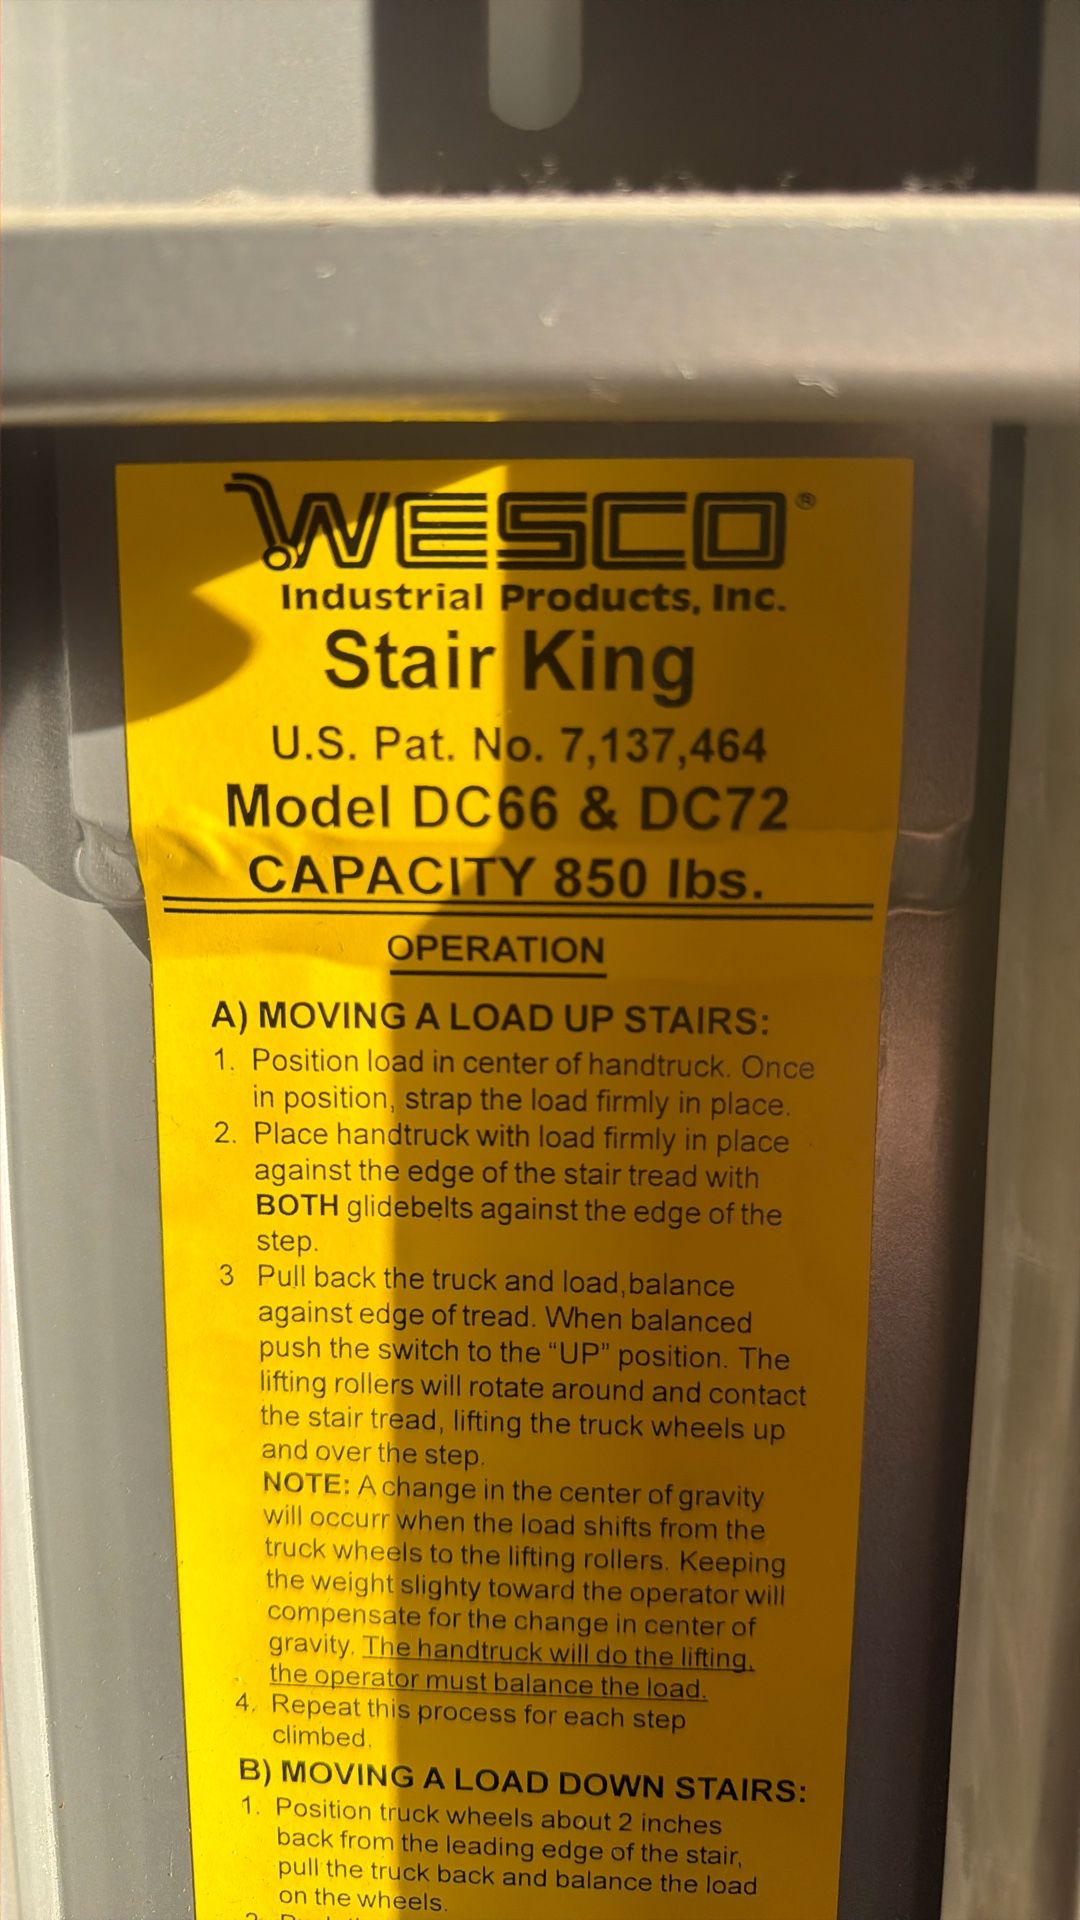 WESCO®
Industrial Products, Inc.
Stair King
U.S. Pat. No. 7,137,464
Model DC66 & DC72
CAPACITY 850 lbs.
OPERATION
A) MOVING A LOAD UP STAIRS:
1. Position load in center of handtruck. Once
in position, strap the load firmly in place.
2. Place handtruck with load firmly in place
against the edge of the stair tread with
BOTH glidebelts against the edge of the
step.
3 Pull back the truck and load,balance
against edge of tread. When balanced
push the switch to the “UP” position. The
lifting rollers will rotate around and contact
the stair tread, lifting the truck wheels up
and over the step.
NOTE: A change in the center of gravity
will occurr when the load shifts from the
truck wheels to the lifting rollers. Keeping
the weight slighty toward the operator will
compensate for the change in center of
gravity. The handtruck will do the lifting,
the operator must balance the load.
4. Repeat this process for each step
climbed.
B) MOVING A LOAD DOWN STAIRS:
1. Position truck wheels about 2 inches
back from the leading edge of the stair,
pull the truck back and balance the load
on the wheels.